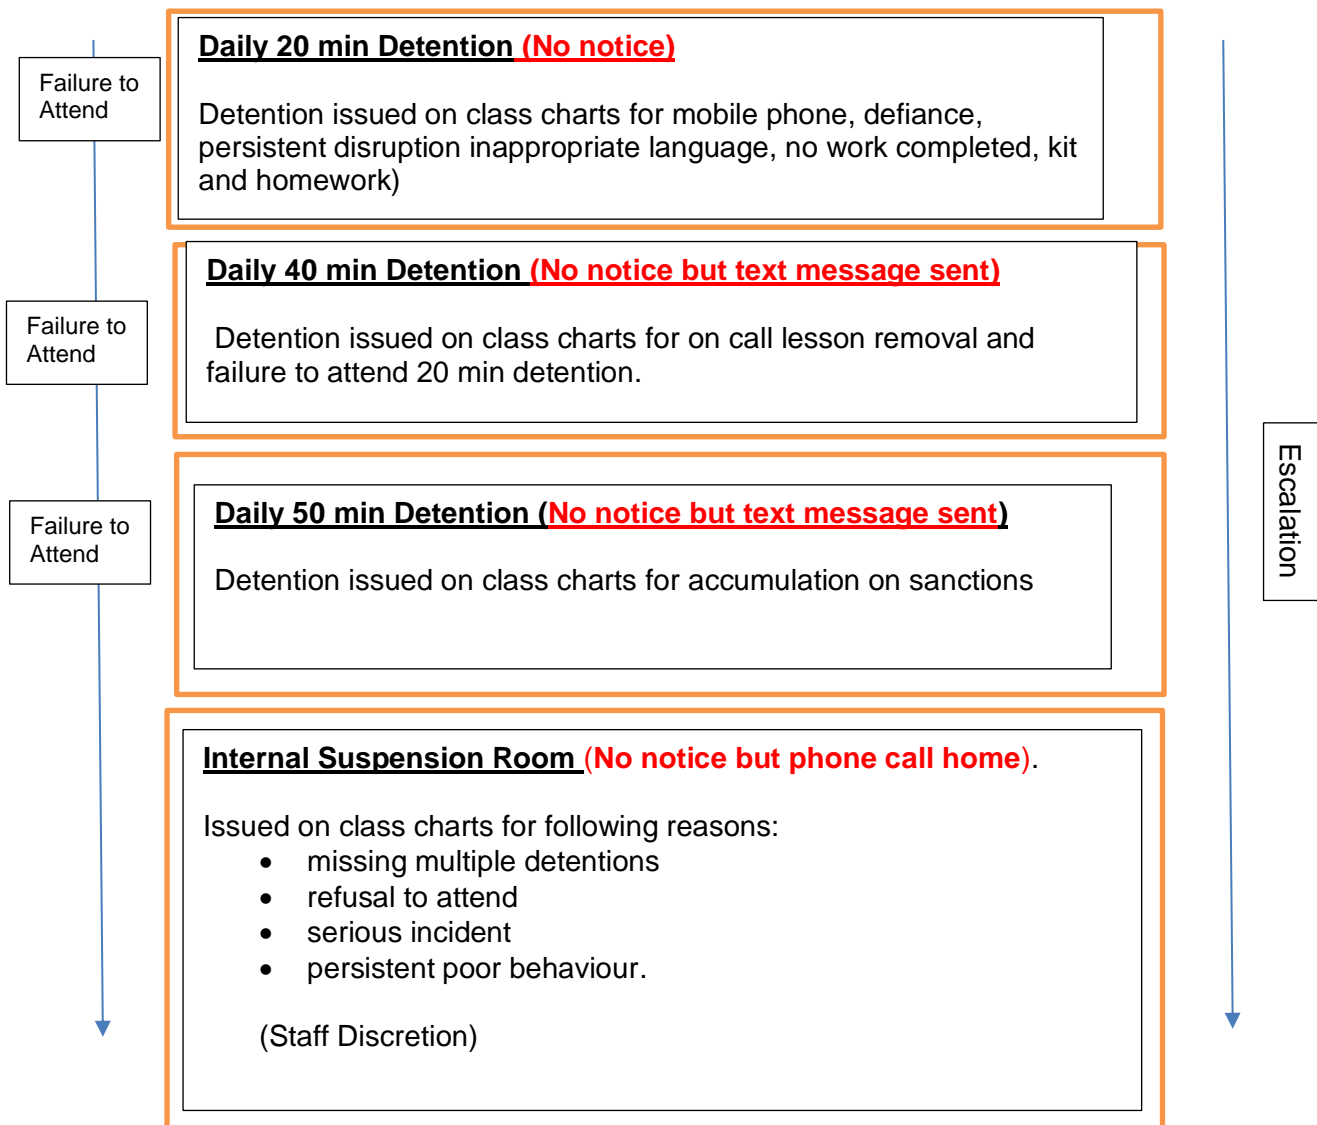 Daily 20 min Detention (No notice)
Failure to
Attend
Detention issued on class charts for mobile phone, defiance,
persistent disruption inappropriate language, no work completed, kit
and homework)
Daily 40 min Detention (No notice but text message sent)
Failure to
Attend
Detention issued on class charts for on call lesson removal and
failure to attend 20 min detention.
Daily 50 min Detention (No notice but text message sent)
Failure to
Attend
Detention issued on class charts for accumulation on sanctions
Escalation
Internal Suspension Room (No notice but phone call home).
Issued on class charts for following reasons:
• missing multiple detentions
• refusal to attend
• serious incident
• persistent poor behaviour.
(Staff Discretion)